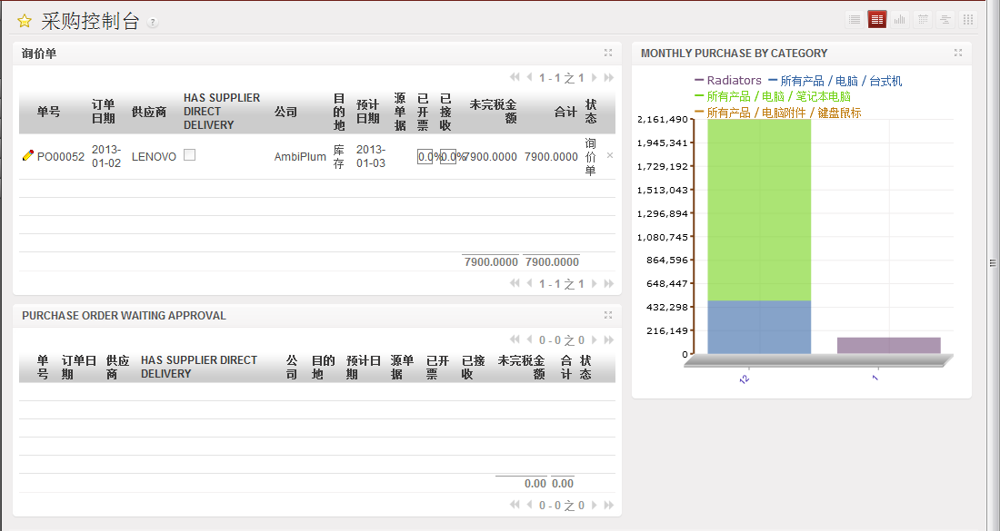 采购控制台 ?
询价单
1 - 1 之 1
单号 订单日期 供应商 HAS SUPPLIER DIRECT DELIVERY 公司 目的地 预计日期 源单据 已开票 已接收 未完税金额 合计 状态
PO00052 2013-01-02 LENOVO AmbiPlum 库存 2013-01-03 0.0% 0.0% 7900.0000 7900.0000 询价单
7900.0000 7900.0000
1 - 1 之 1
PURCHASE ORDER WAITING APPROVAL
0 - 0 之 0
单号 订单日期 供应商 HAS SUPPLIER DIRECT DELIVERY 公司 目的地 预计日期 源单据 已开票 已接收 未完税金额 合计 状态
0.00 0.00
0 - 0 之 0
MONTHLY PURCHASE BY CATEGORY
Radiators 所有产品 / 电脑 / 台式机
所有产品 / 电脑 / 笔记本电脑
所有产品 / 电脑附件 / 键盘鼠标
2,161,490
1,945,341
1,729,192
1,513,043
1,296,894
1,080,745
864,596
648,447
432,298
216,149
0
12 1